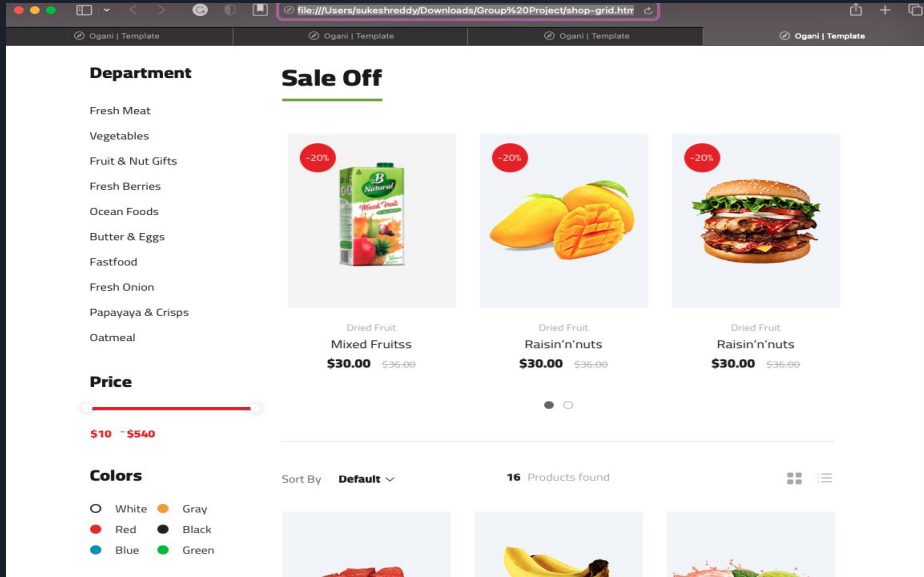 file:///Users/sukeshreddy/Downloads/Group%20Project/shop-grid.htm
Ogani | Template
Ogani | Template
Ogani | Template
Ogani | Template
Department
Fresh Meat
Vegetables
Fruit & Nut Gifts
Fresh Berries
Ocean Foods
Butter & Eggs
Fastfood
Fresh Onion
Papayaya & Crisps
Oatmeal
Price
$10 - $540
Colors
White Gray
Red Black
Blue Green
Sale Off
-20%
B
Natural
Mixed Fruit
Dried Fruit
Mixed Fruitss
$30.00 $36.00
-20%
Dried Fruit
Raisin'n'nuts
$30.00 $36.00
-20%
Dried Fruit
Raisin'n'nuts
$30.00 $36.00
Sort By Default
16 Products found